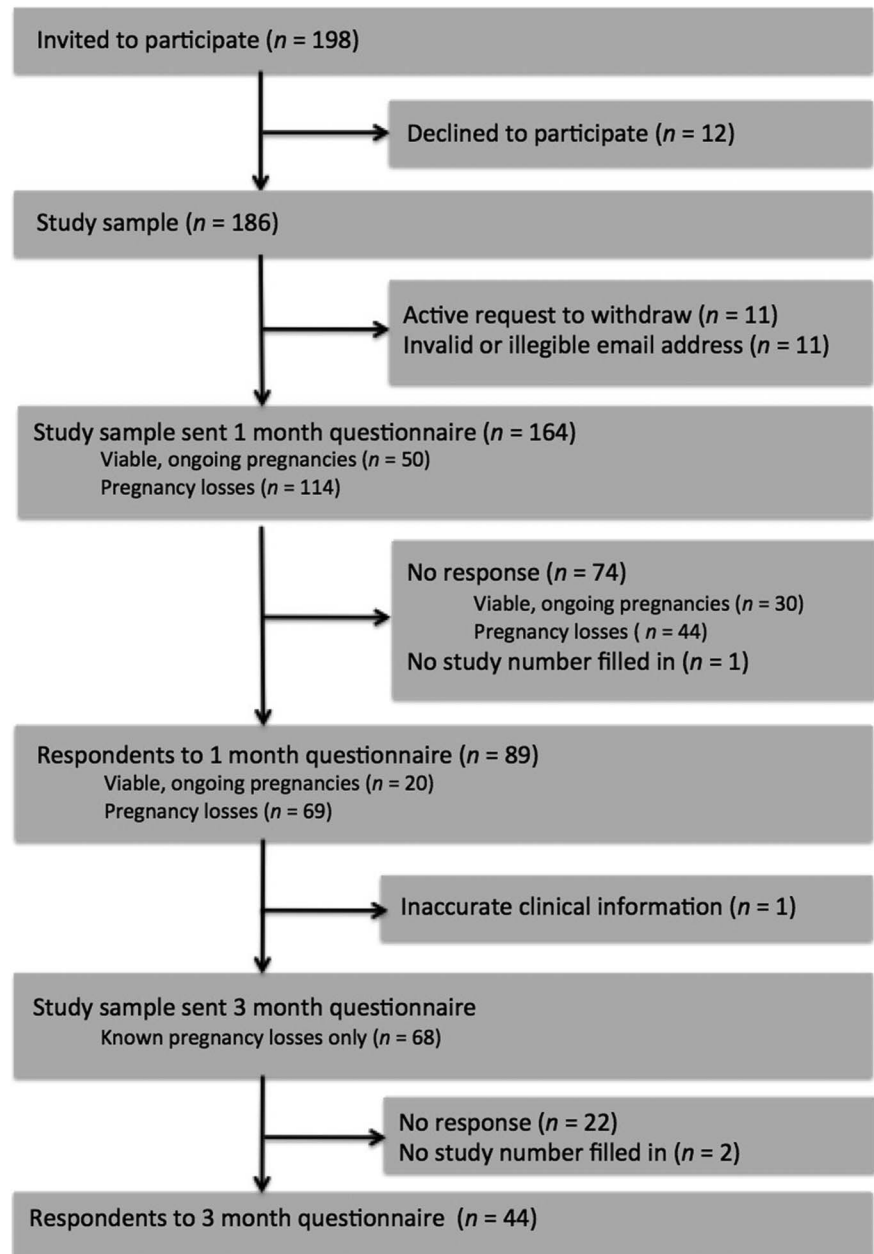 Invited to participate (n = 198)
Declined to participate (n = 12)
Study sample (n = 186)
Active request to withdraw (n = 11)
Invalid or illegible email address (n = 11)
Study sample sent 1 month questionnaire (n = 164)
Viable, ongoing pregnancies (n = 50)
Pregnancy losses (n = 114)
No response (n = 74)
Viable, ongoing pregnancies (n = 30)
Pregnancy losses ( n = 44)
No study number filled in (n = 1)
Respondents to 1 month questionnaire (n = 89)
Viable, ongoing pregnancies (n = 20)
Pregnancy losses (n = 69)
Inaccurate clinical information (n = 1)
Study sample sent 3 month questionnaire
Known pregnancy losses only (n = 68)
No response (n = 22)
No study number filled in (n = 2)
Respondents to 3 month questionnaire (n = 44)